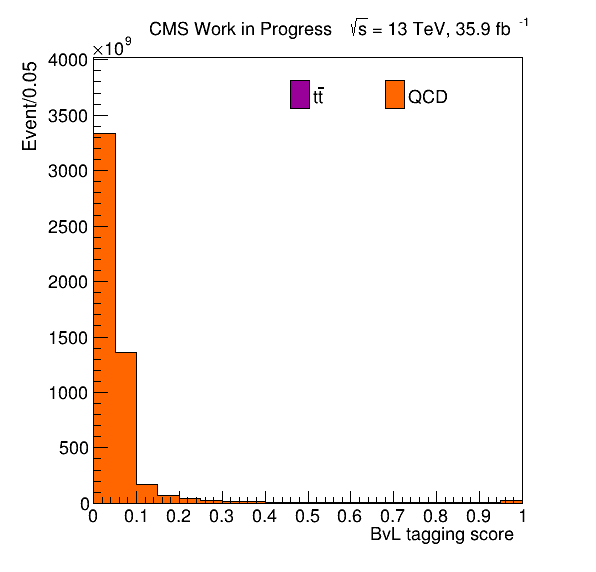 CMS Work in Progress √s = 13 TeV, 35.9 fb ⁻¹
×10⁹
Event/0.05
tt̄
QCD
4000
3500
3000
2500
2000
1500
1000
500
0
0 0.1 0.2 0.3 0.4 0.5 0.6 0.7 0.8 0.9 1
BvL tagging score